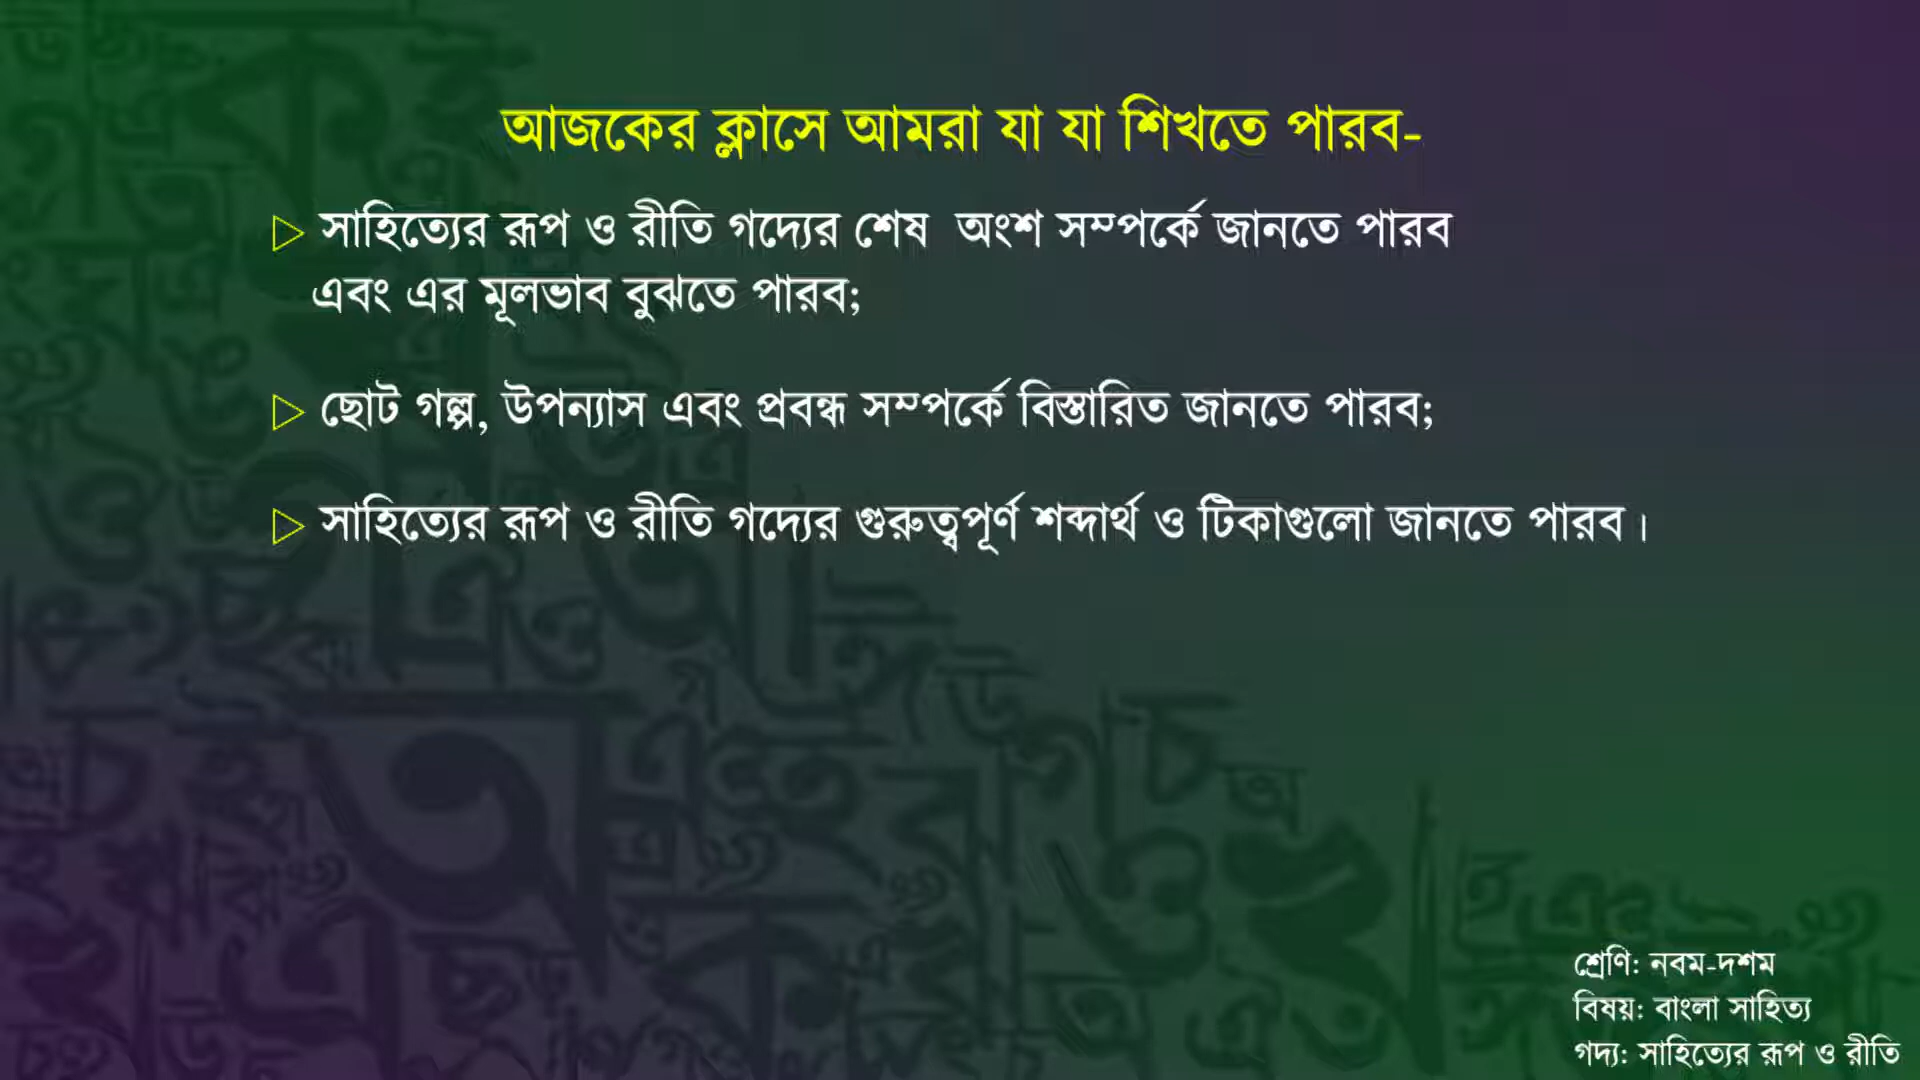 আজকের ক্লাসে আমরা যা যা শিখতে পারব-
সাহিত্যের রূপ ও রীতি গদ্যের শেষ অংশ সম্পর্কে জানতে পারব
এবং এর মূলভাব বুঝতে পারব;
ছোট গল্প, উপন্যাস এবং প্রবন্ধ সম্পর্কে বিস্তারিত জানতে পারব;
সাহিত্যের রূপ ও রীতি গদ্যের গুরুত্বপূর্ণ শব্দার্থ ও টিকাগুলো জানতে পারব।
শ্রেণি: নবম-দশম
বিষয়: বাংলা সাহিত্য
গদ্য: সাহিত্যের রূপ ও রীতি